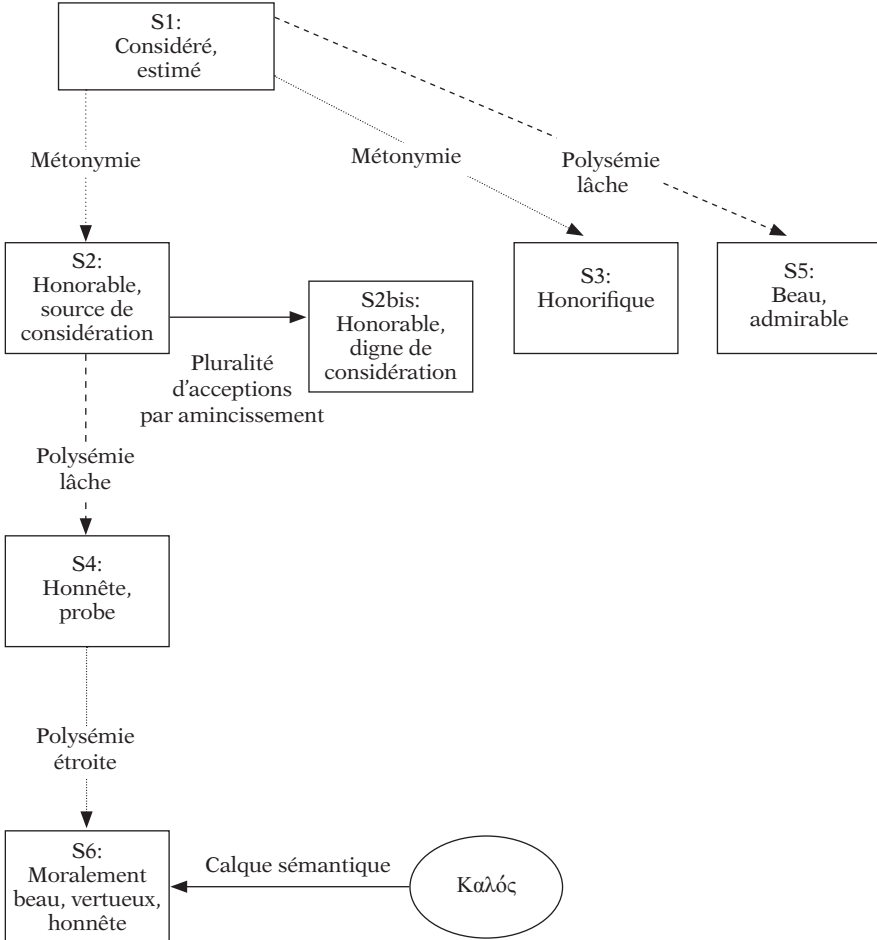 S1:
Considéré,
estimé
Métonymie
Métonymie
Polysémie
lâche
S2:
Honorable,
source de
considération
S2bis:
Honorable,
digne de
considération
S3:
Honorifique
S5:
Beau,
admirable
Pluralité
d’acceptions
par amincissement
Polysémie
lâche
S4:
Honnête,
probe
Polysémie
étroite
S6:
Moralement
beau, vertueux,
honnête
Calque sémantique
Καλός